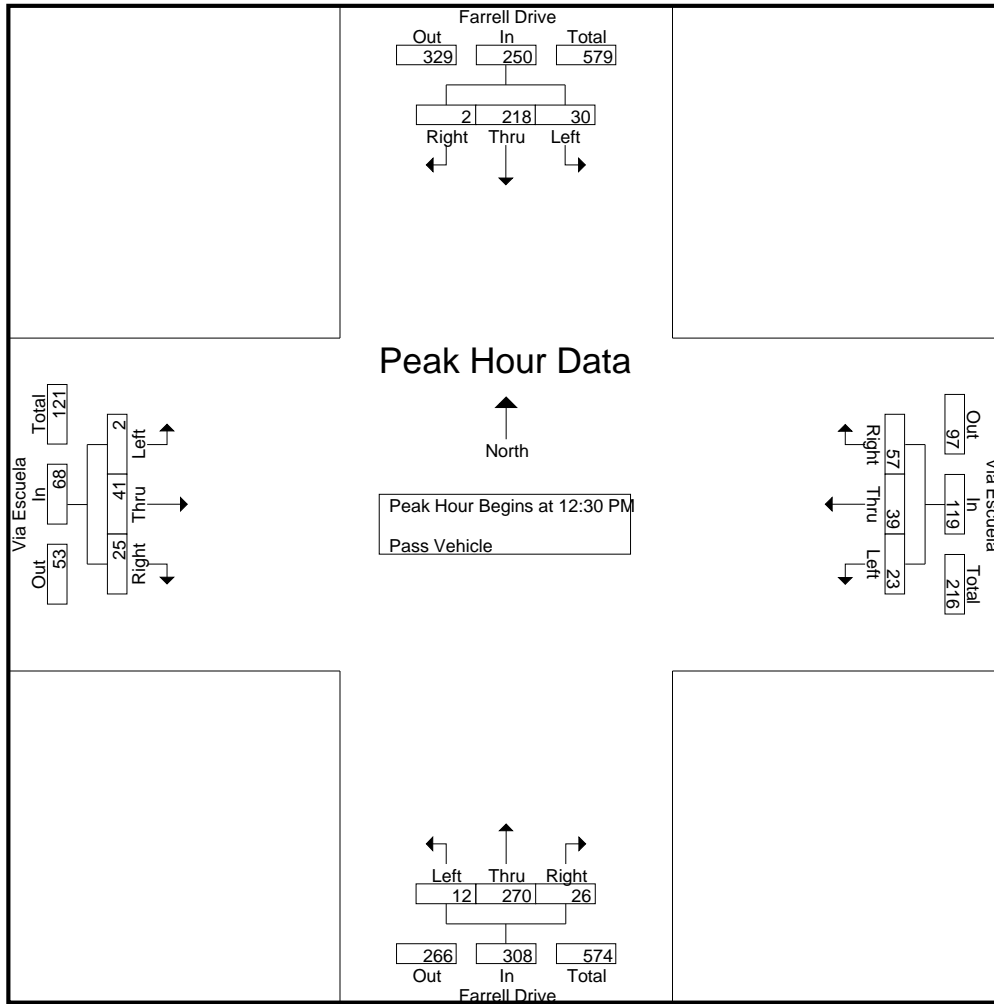 Farrell Drive
Out In Total
329 250 579
2 218 30
Right Thru Left
Peak Hour Data
North
Peak Hour Begins at 12:30 PM
Pass Vehicle
Via Escuela
Total In Out
121 68 53
2 41 25
Left Thru Right
Right Thru Left
57 39 23
Out In Total
97 119 216
Via Escuela
Left Thru Right
12 270 26
266 308 574
Out In Total
Farrell Drive